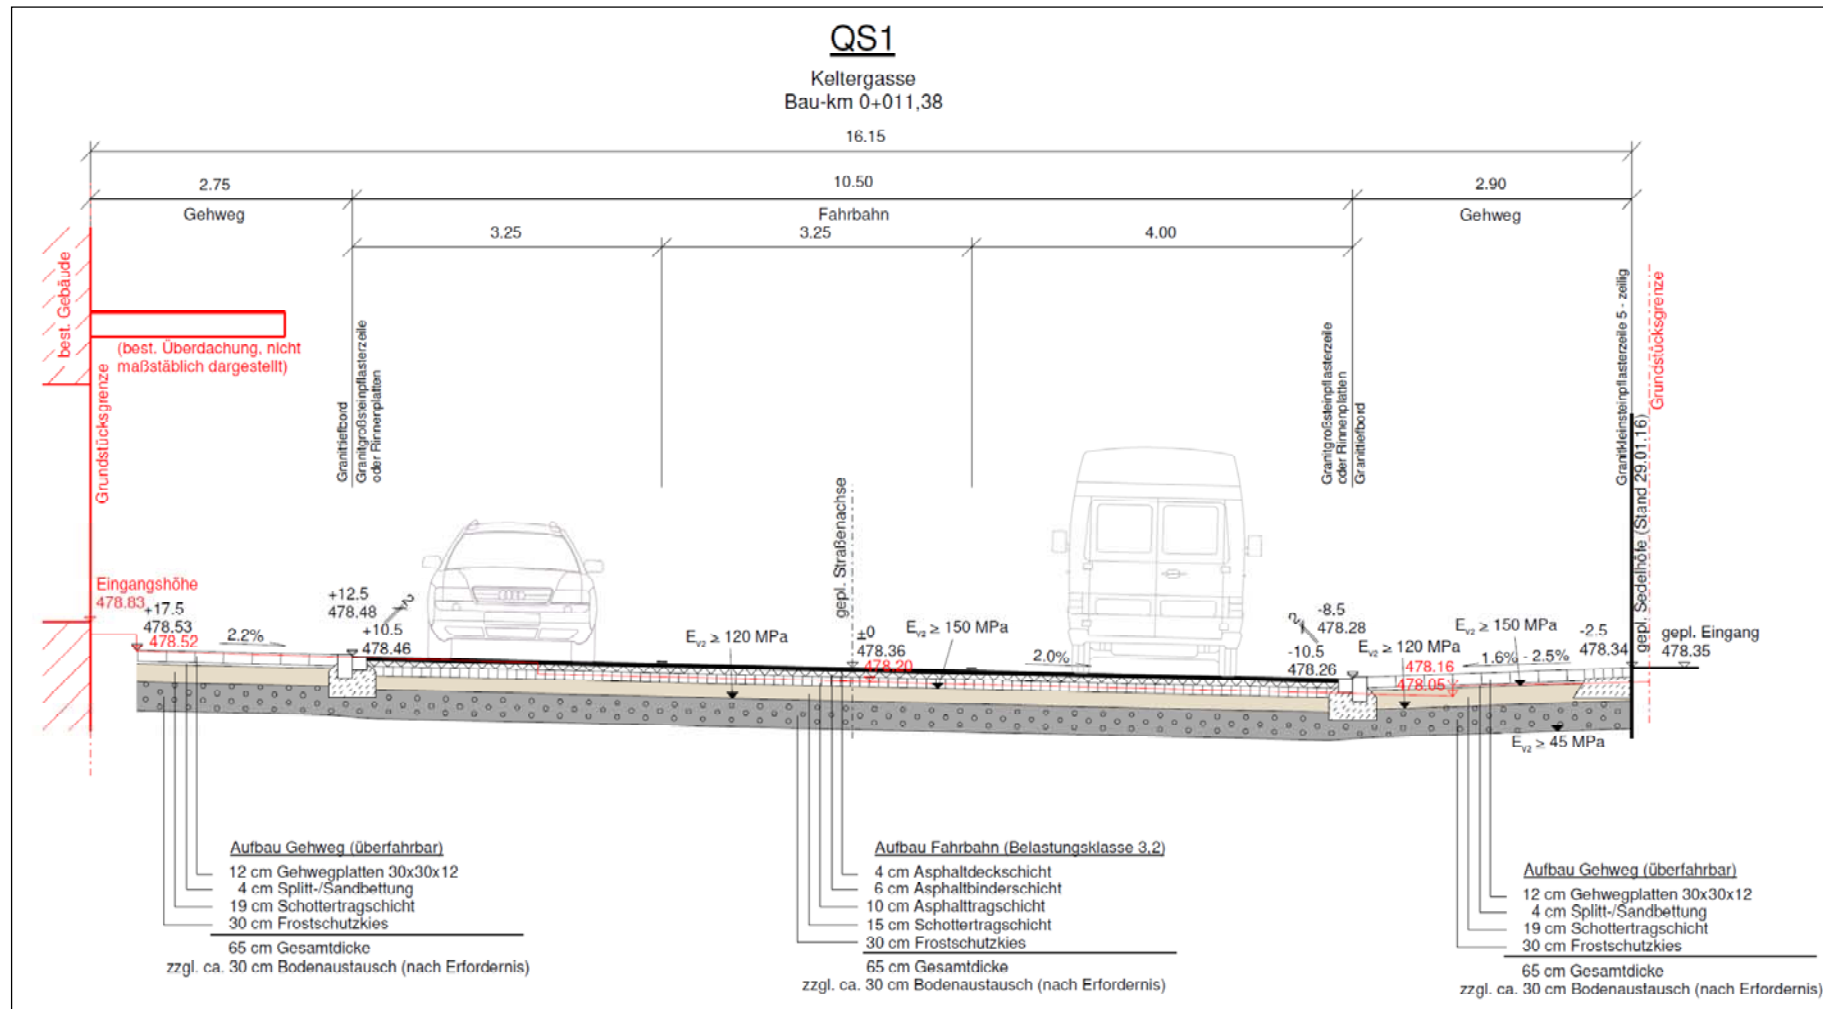 QS1
Keltergasse
Bau-km 0+011,38
16.15
2.75
10.50
2.90
Gehweg
Fahrbahn
Gehweg
3.25
3.25
4.00
best. Gebäude
(best. Überdachung, nicht
maßstäblich dargestellt)
Grundstücksgrenze
Granittiefbord
Granitgroßsteinpflasterzeile
oder Rinnenplatten
gepl. Straßenachse
Granitgroßsteinpflasterzeile
oder Rinnenplatten
Granittiefbord
Granitkleinsteinpflasterzeile 5 - zeilig
gepl. Sedelhöfe (Stand 29.01.16)
Grundstücksgrenze
Eingangshöhe
478.83
+17.5
478.53
478.52
2.2%
+12.5
478.48
2
+10.5
478.46
Ev2 ≥ 120 MPa
±0
478.36
478.20
Ev2 ≥ 150 MPa
2.0%
2
-8.5
478.28
-10.5
478.26
Ev2 ≥ 120 MPa
478.16
478.05
Ev2 ≥ 150 MPa
1.6% - 2.5%
-2.5
478.34
gepl. Eingang
478.35
Ev2 ≥ 45 MPa
Aufbau Gehweg (überfahrbar)
12 cm Gehwegplatten 30x30x12
4 cm Splitt-/Sandbettung
19 cm Schottertragschicht
30 cm Frostschutzkies
65 cm Gesamtdicke
zzgl. ca. 30 cm Bodenaustausch (nach Erfordernis)
Aufbau Fahrbahn (Belastungsklasse 3,2)
4 cm Asphaltdeckschicht
6 cm Asphaltbinderschicht
10 cm Asphalttragschicht
15 cm Schottertragschicht
30 cm Frostschutzkies
65 cm Gesamtdicke
zzgl. ca. 30 cm Bodenaustausch (nach Erfordernis)
Aufbau Gehweg (überfahrbar)
12 cm Gehwegplatten 30x30x12
4 cm Splitt-/Sandbettung
19 cm Schottertragschicht
30 cm Frostschutzkies
65 cm Gesamtdicke
zzgl. ca. 30 cm Bodenaustausch (nach Erfordernis)